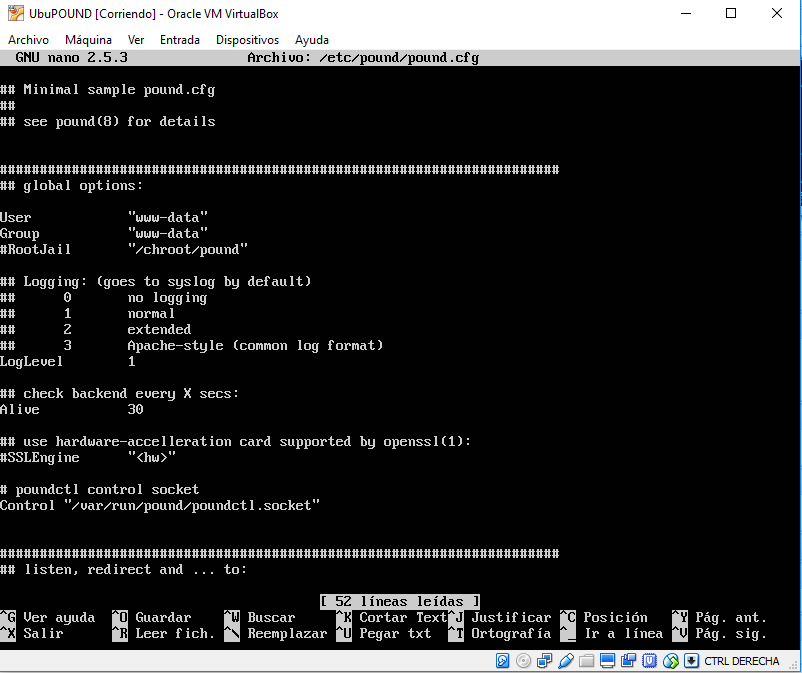 UbuPOUND [Corriendo] - Oracle VM VirtualBox
Archivo Máquina Ver Entrada Dispositivos Ayuda
GNU nano 2.5.3 Archivo: /etc/pound/pound.cfg
## Minimal sample pound.cfg
##
## see pound(8) for details
######################################################################
## global options:
User "www-data"
Group "www-data"
#RootJail "/chroot/pound"
## Logging: (goes to syslog by default)
## 0 no logging
## 1 normal
## 2 extended
## 3 Apache-style (common log format)
LogLevel 1
## check backend every X secs:
Alive 30
## use hardware-accelleration card supported by openssl(1):
#SSLEngine "<hw>"
# poundctl control socket
Control "/var/run/pound/poundctl.socket"
######################################################################
## listen, redirect and ... to:
[ 52 líneas leídas ]
^G Ver ayuda ^O Guardar ^W Buscar ^K Cortar Text ^J Justificar ^C Posición ^Y Pág. ant.
^X Salir ^R Leer fich. ^\ Reemplazar ^U Pegar txt ^T Ortografía ^_ Ir a línea ^V Pág. sig.
CTRL DERECHA